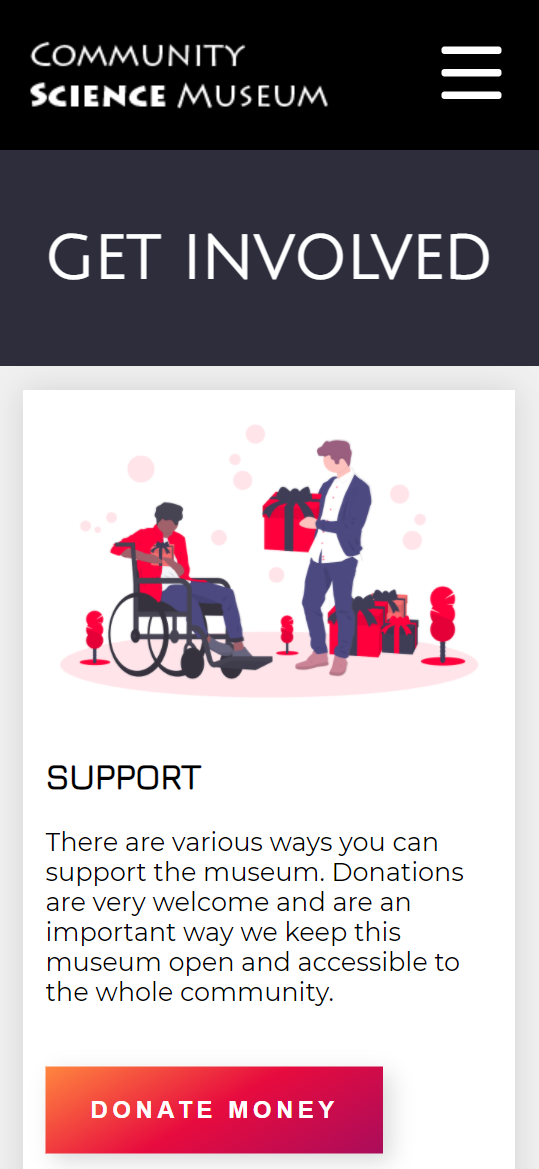 COMMUNITY
SCIENCE MUSEUM
GET INVOLVED
SUPPORT
There are various ways you can
support the museum. Donations
are very welcome and are an
important way we keep this
museum open and accessible to
the whole community.
DONATE MONEY